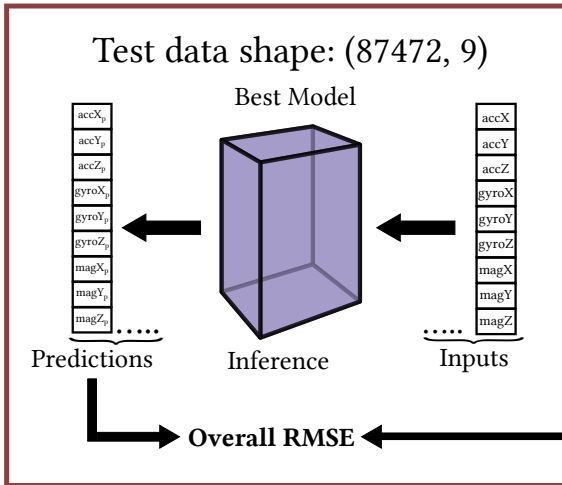 Test data shape: (87472, 9)
Best Model
accXₚ
accYₚ
accZₚ
gyroXₚ
gyroYₚ
gyroZₚ
magXₚ
magYₚ
magZₚ
.....
Predictions
Inference
accX
accY
accZ
gyroX
gyroY
gyroZ
magX
magY
magZ
.....
Inputs
Overall RMSE